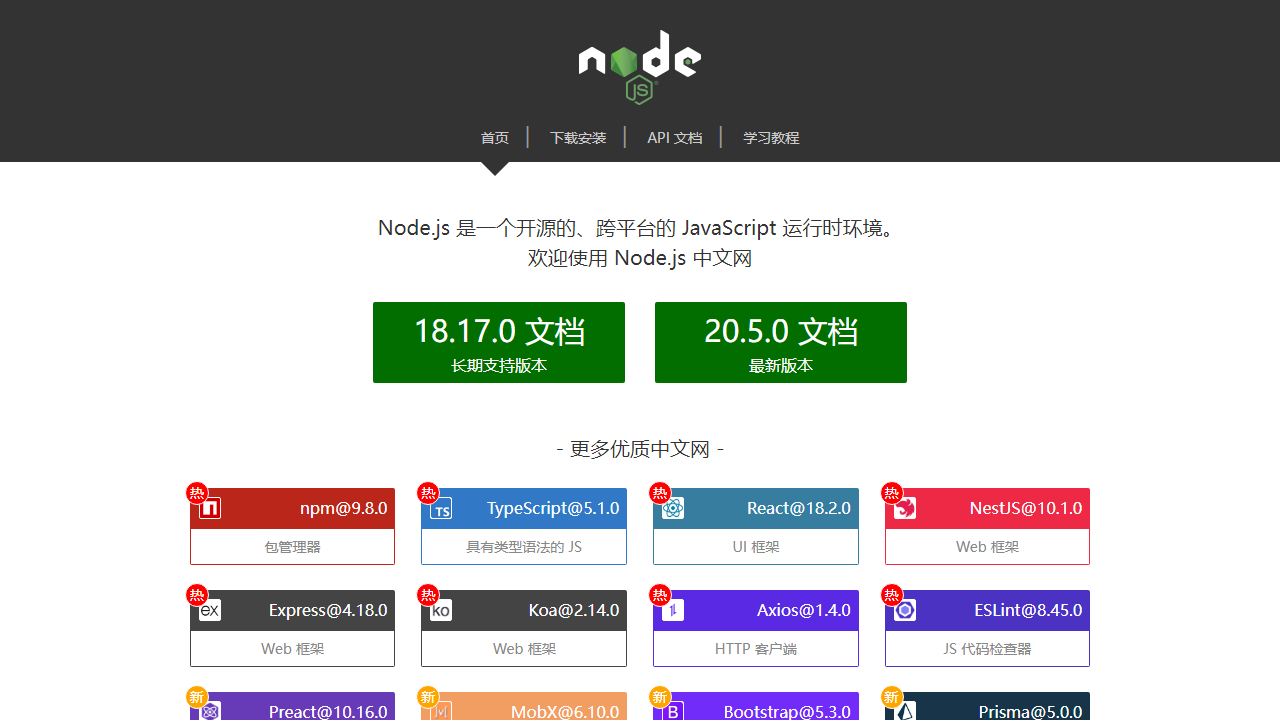 node
JS
首页 下载安装 API 文档 学习教程
Node.js 是一个开源的、跨平台的 JavaScript 运行时环境。
欢迎使用 Node.js 中文网
18.17.0 文档
长期支持版本
20.5.0 文档
最新版本
- 更多优质中文网 -
热 npm@9.8.0
包管理器
热 TS TypeScript@5.1.0
具有类型语法的 JS
热 React@18.2.0
UI 框架
热 NestJS@10.1.0
Web 框架
热 ex Express@4.18.0
Web 框架
热 ko Koa@2.14.0
Web 框架
热 Axios@1.4.0
HTTP 客户端
热 ESLint@8.45.0
JS 代码检查器
新 Preact@10.16.0
新 M MobX@6.10.0
新 B Bootstrap@5.3.0
新 Prisma@5.0.0